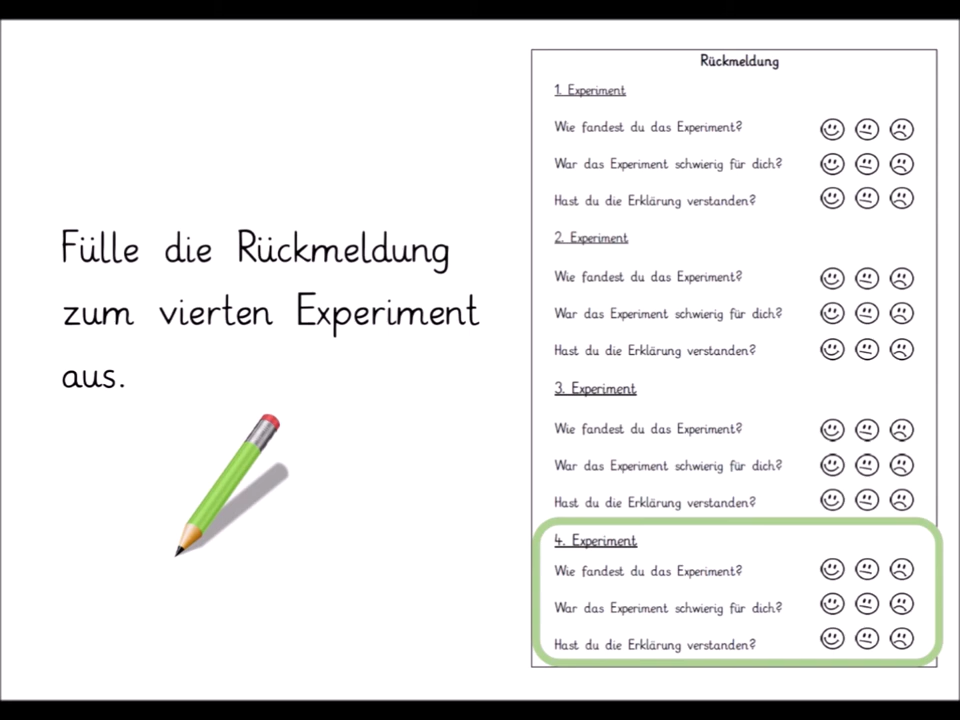 Fülle die Rückmeldung
zum vierten Experiment
aus.
Rückmeldung
1. Experiment
Wie fandest du das Experiment?
War das Experiment schwierig für dich?
Hast du die Erklärung verstanden?
2. Experiment
Wie fandest du das Experiment?
War das Experiment schwierig für dich?
Hast du die Erklärung verstanden?
3. Experiment
Wie fandest du das Experiment?
War das Experiment schwierig für dich?
Hast du die Erklärung verstanden?
4. Experiment
Wie fandest du das Experiment?
War das Experiment schwierig für dich?
Hast du die Erklärung verstanden?